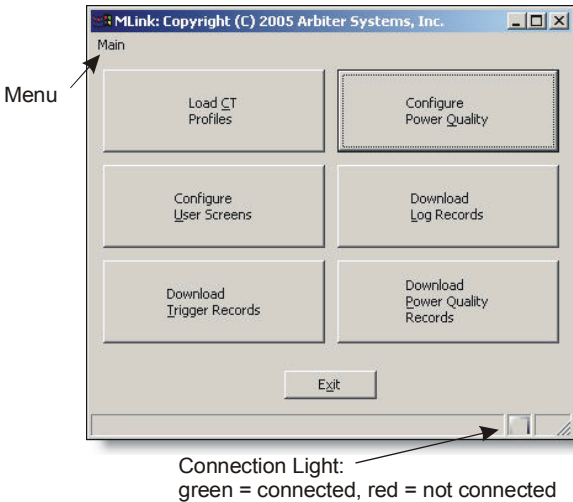 MLink: Copyright (C) 2005 Arbiter Systems, Inc.
Main
Menu
Load CT
Profiles
Configure
Power Quality
Configure
User Screens
Download
Log Records
Download
Trigger Records
Download
Power Quality
Records
Exit
Connection Light:
green = connected, red = not connected